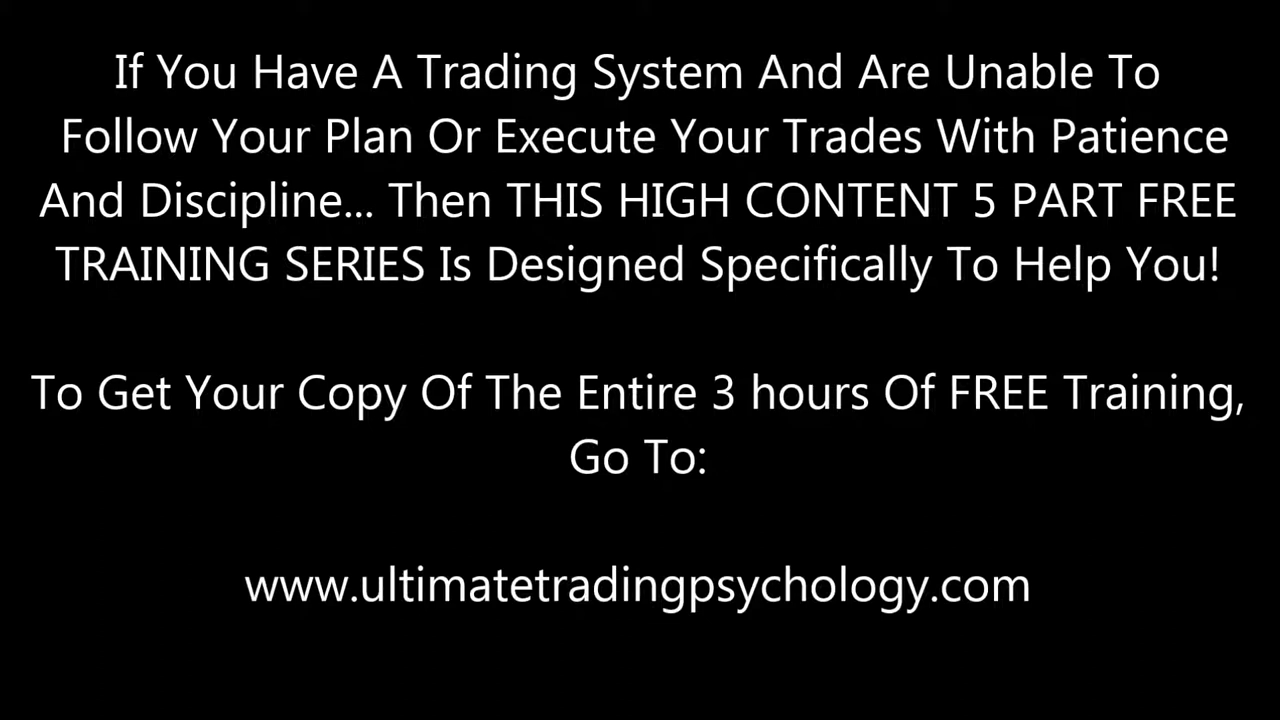 If You Have A Trading System And Are Unable To
Follow Your Plan Or Execute Your Trades With Patience
And Discipline... Then THIS HIGH CONTENT 5 PART FREE
TRAINING SERIES Is Designed Specifically To Help You!
To Get Your Copy Of The Entire 3 hours Of FREE Training,
Go To:
www.ultimatetradingpsychology.com